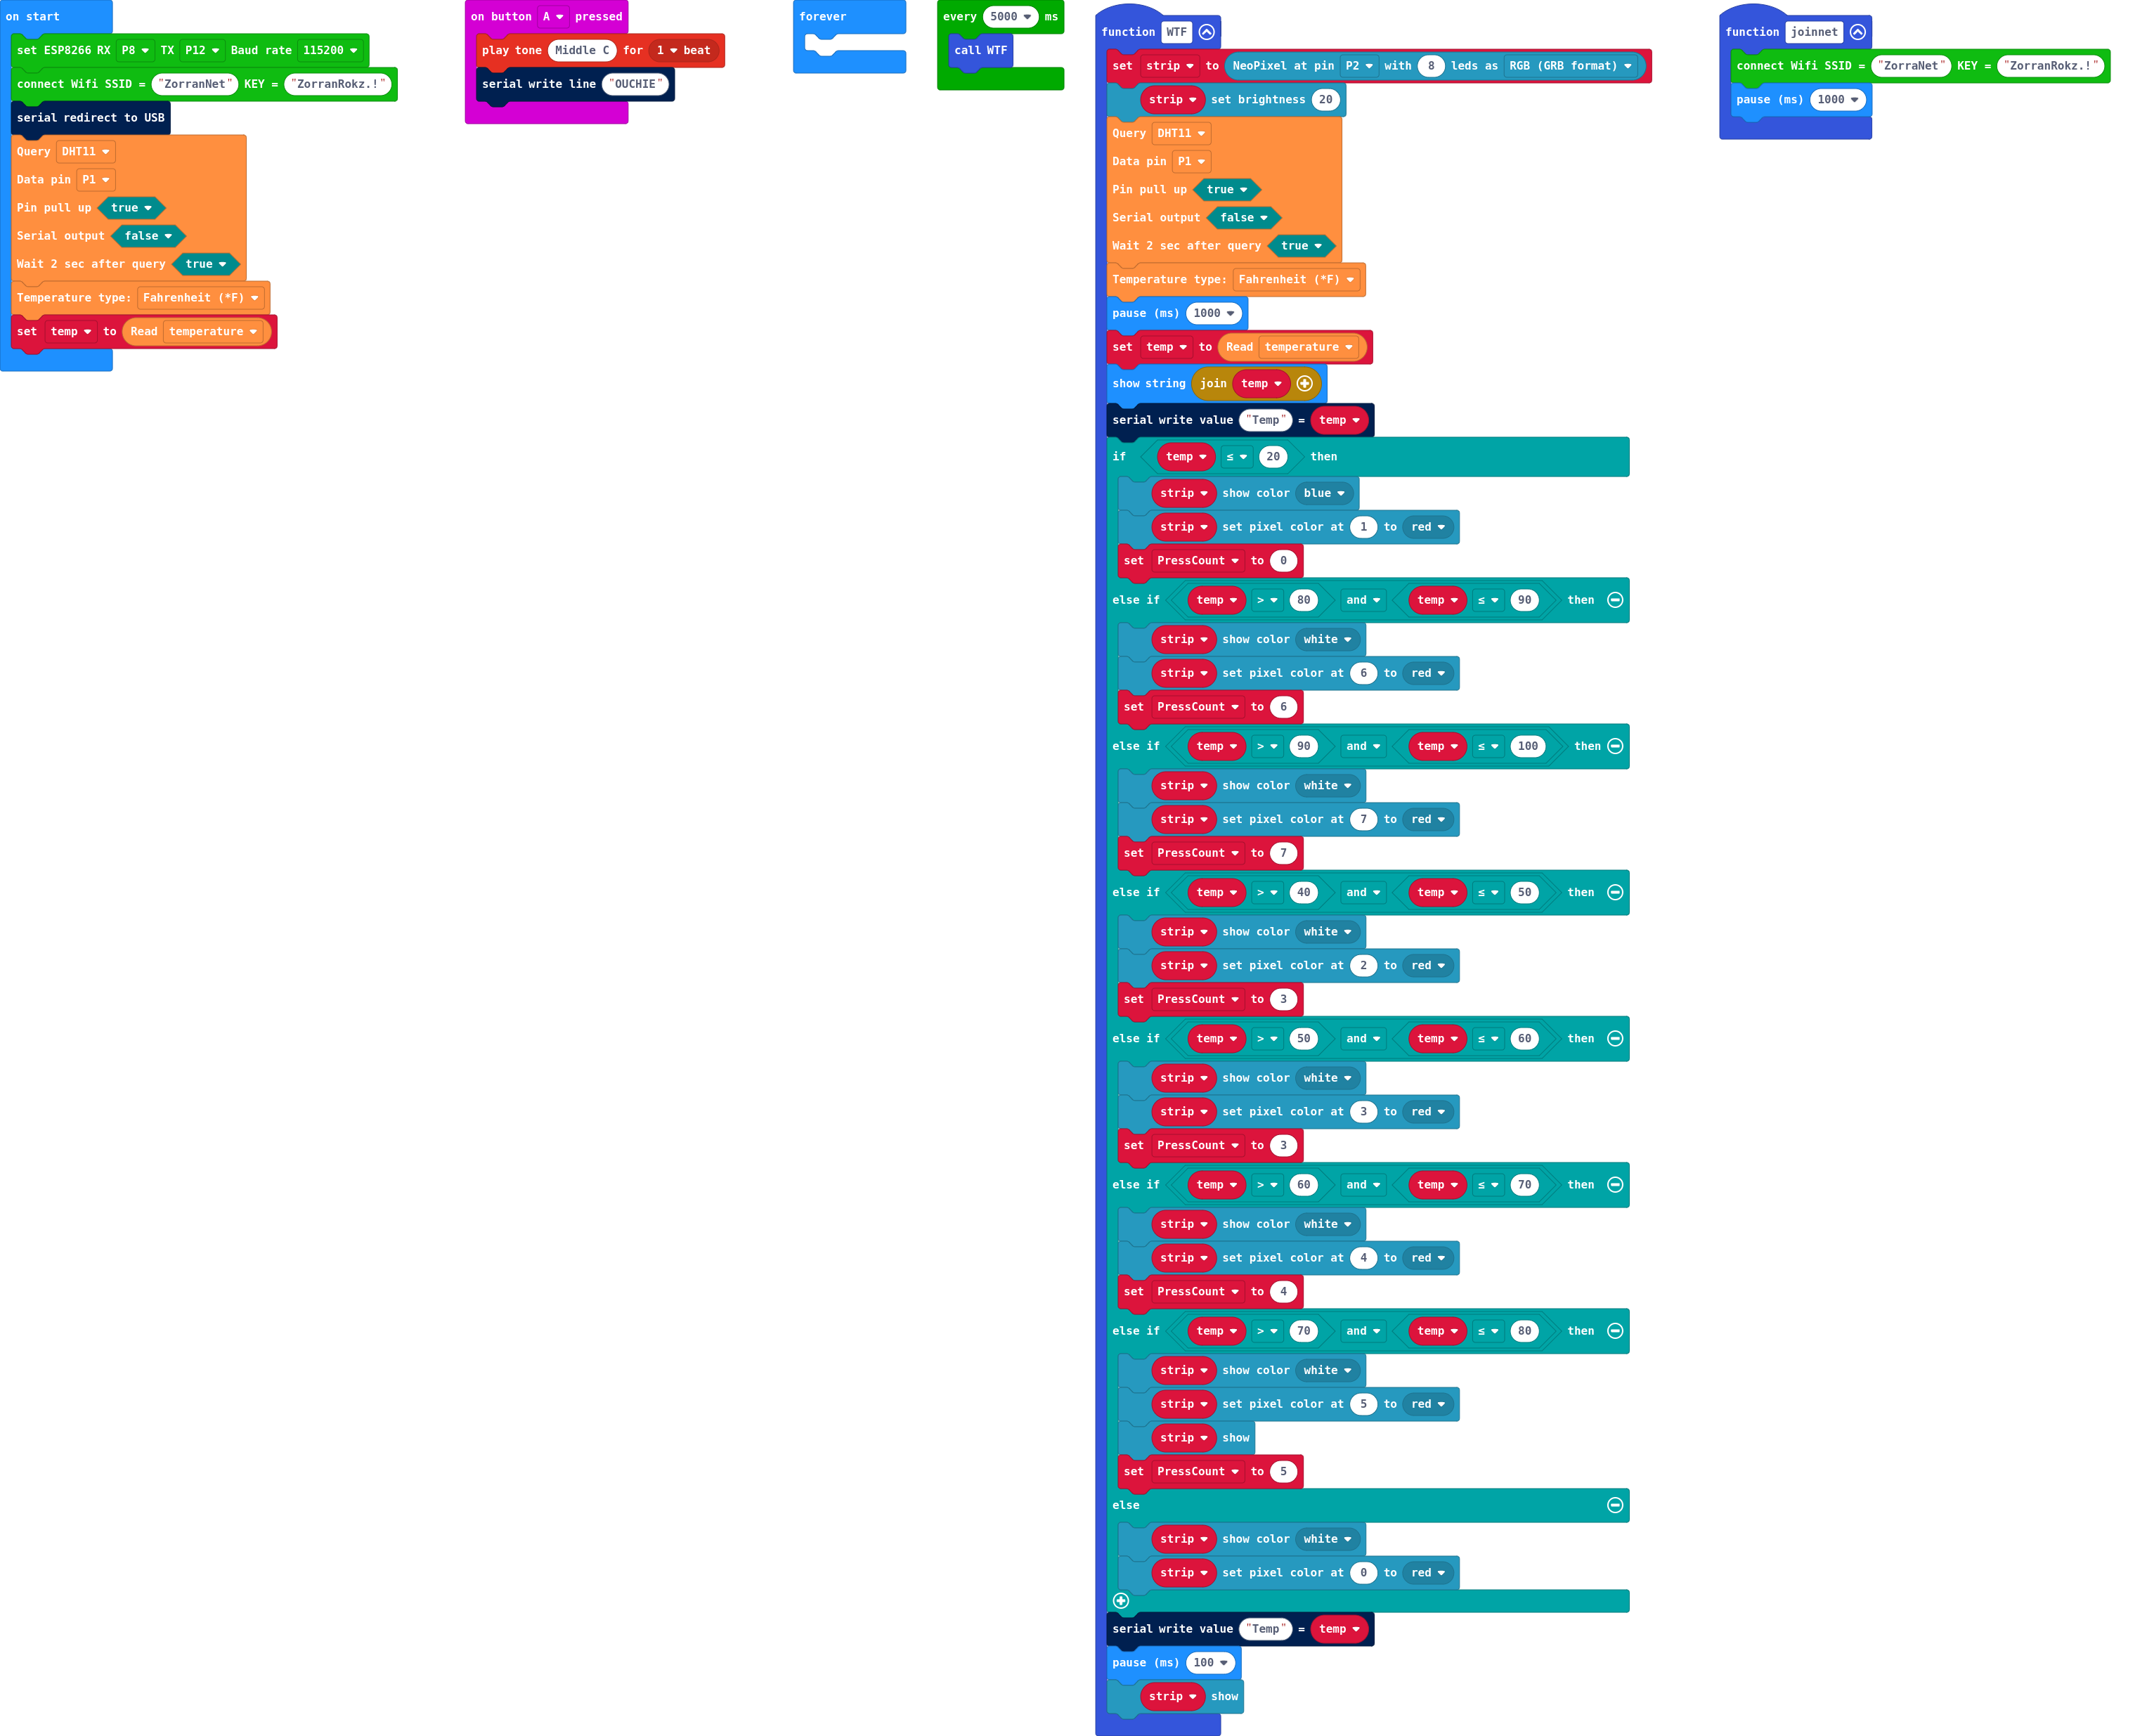 on start
set ESP8266 RX P8 TX P12 Baud rate 115200
connect Wifi SSID = "ZorranNet" KEY = "ZorranRokz.!"
serial redirect to USB
Query DHT11
Data pin P1
Pin pull up true
Serial output false
Wait 2 sec after query true
Temperature type: Fahrenheit (*F)
set temp to Read temperature
on button A pressed
play tone Middle C for 1 beat
serial write line "OUCHIE"
forever
every 5000 ms
call WTF
function WTF
set strip to NeoPixel at pin P2 with 8 leds as RGB (GRB format)
strip set brightness 20
Query DHT11
Data pin P1
Pin pull up true
Serial output false
Wait 2 sec after query true
Temperature type: Fahrenheit (*F)
pause (ms) 1000
set temp to Read temperature
show string join temp
serial write value "Temp" = temp
if temp ≤ 20 then
strip show color blue
strip set pixel color at 1 to red
set PressCount to 0
else if temp > 80 and temp ≤ 90 then
strip show color white
strip set pixel color at 6 to red
set PressCount to 6
else if temp > 90 and temp ≤ 100 then
strip show color white
strip set pixel color at 7 to red
set PressCount to 7
else if temp > 40 and temp ≤ 50 then
strip show color white
strip set pixel color at 2 to red
set PressCount to 3
else if temp > 50 and temp ≤ 60 then
strip show color white
strip set pixel color at 3 to red
set PressCount to 3
else if temp > 60 and temp ≤ 70 then
strip show color white
strip set pixel color at 4 to red
set PressCount to 4
else if temp > 70 and temp ≤ 80 then
strip show color white
strip set pixel color at 5 to red
strip show
set PressCount to 5
else
strip show color white
strip set pixel color at 0 to red
serial write value "Temp" = temp
pause (ms) 100
strip show
function joinnet
connect Wifi SSID = "ZorraNet" KEY = "ZorranRokz.!"
pause (ms) 1000